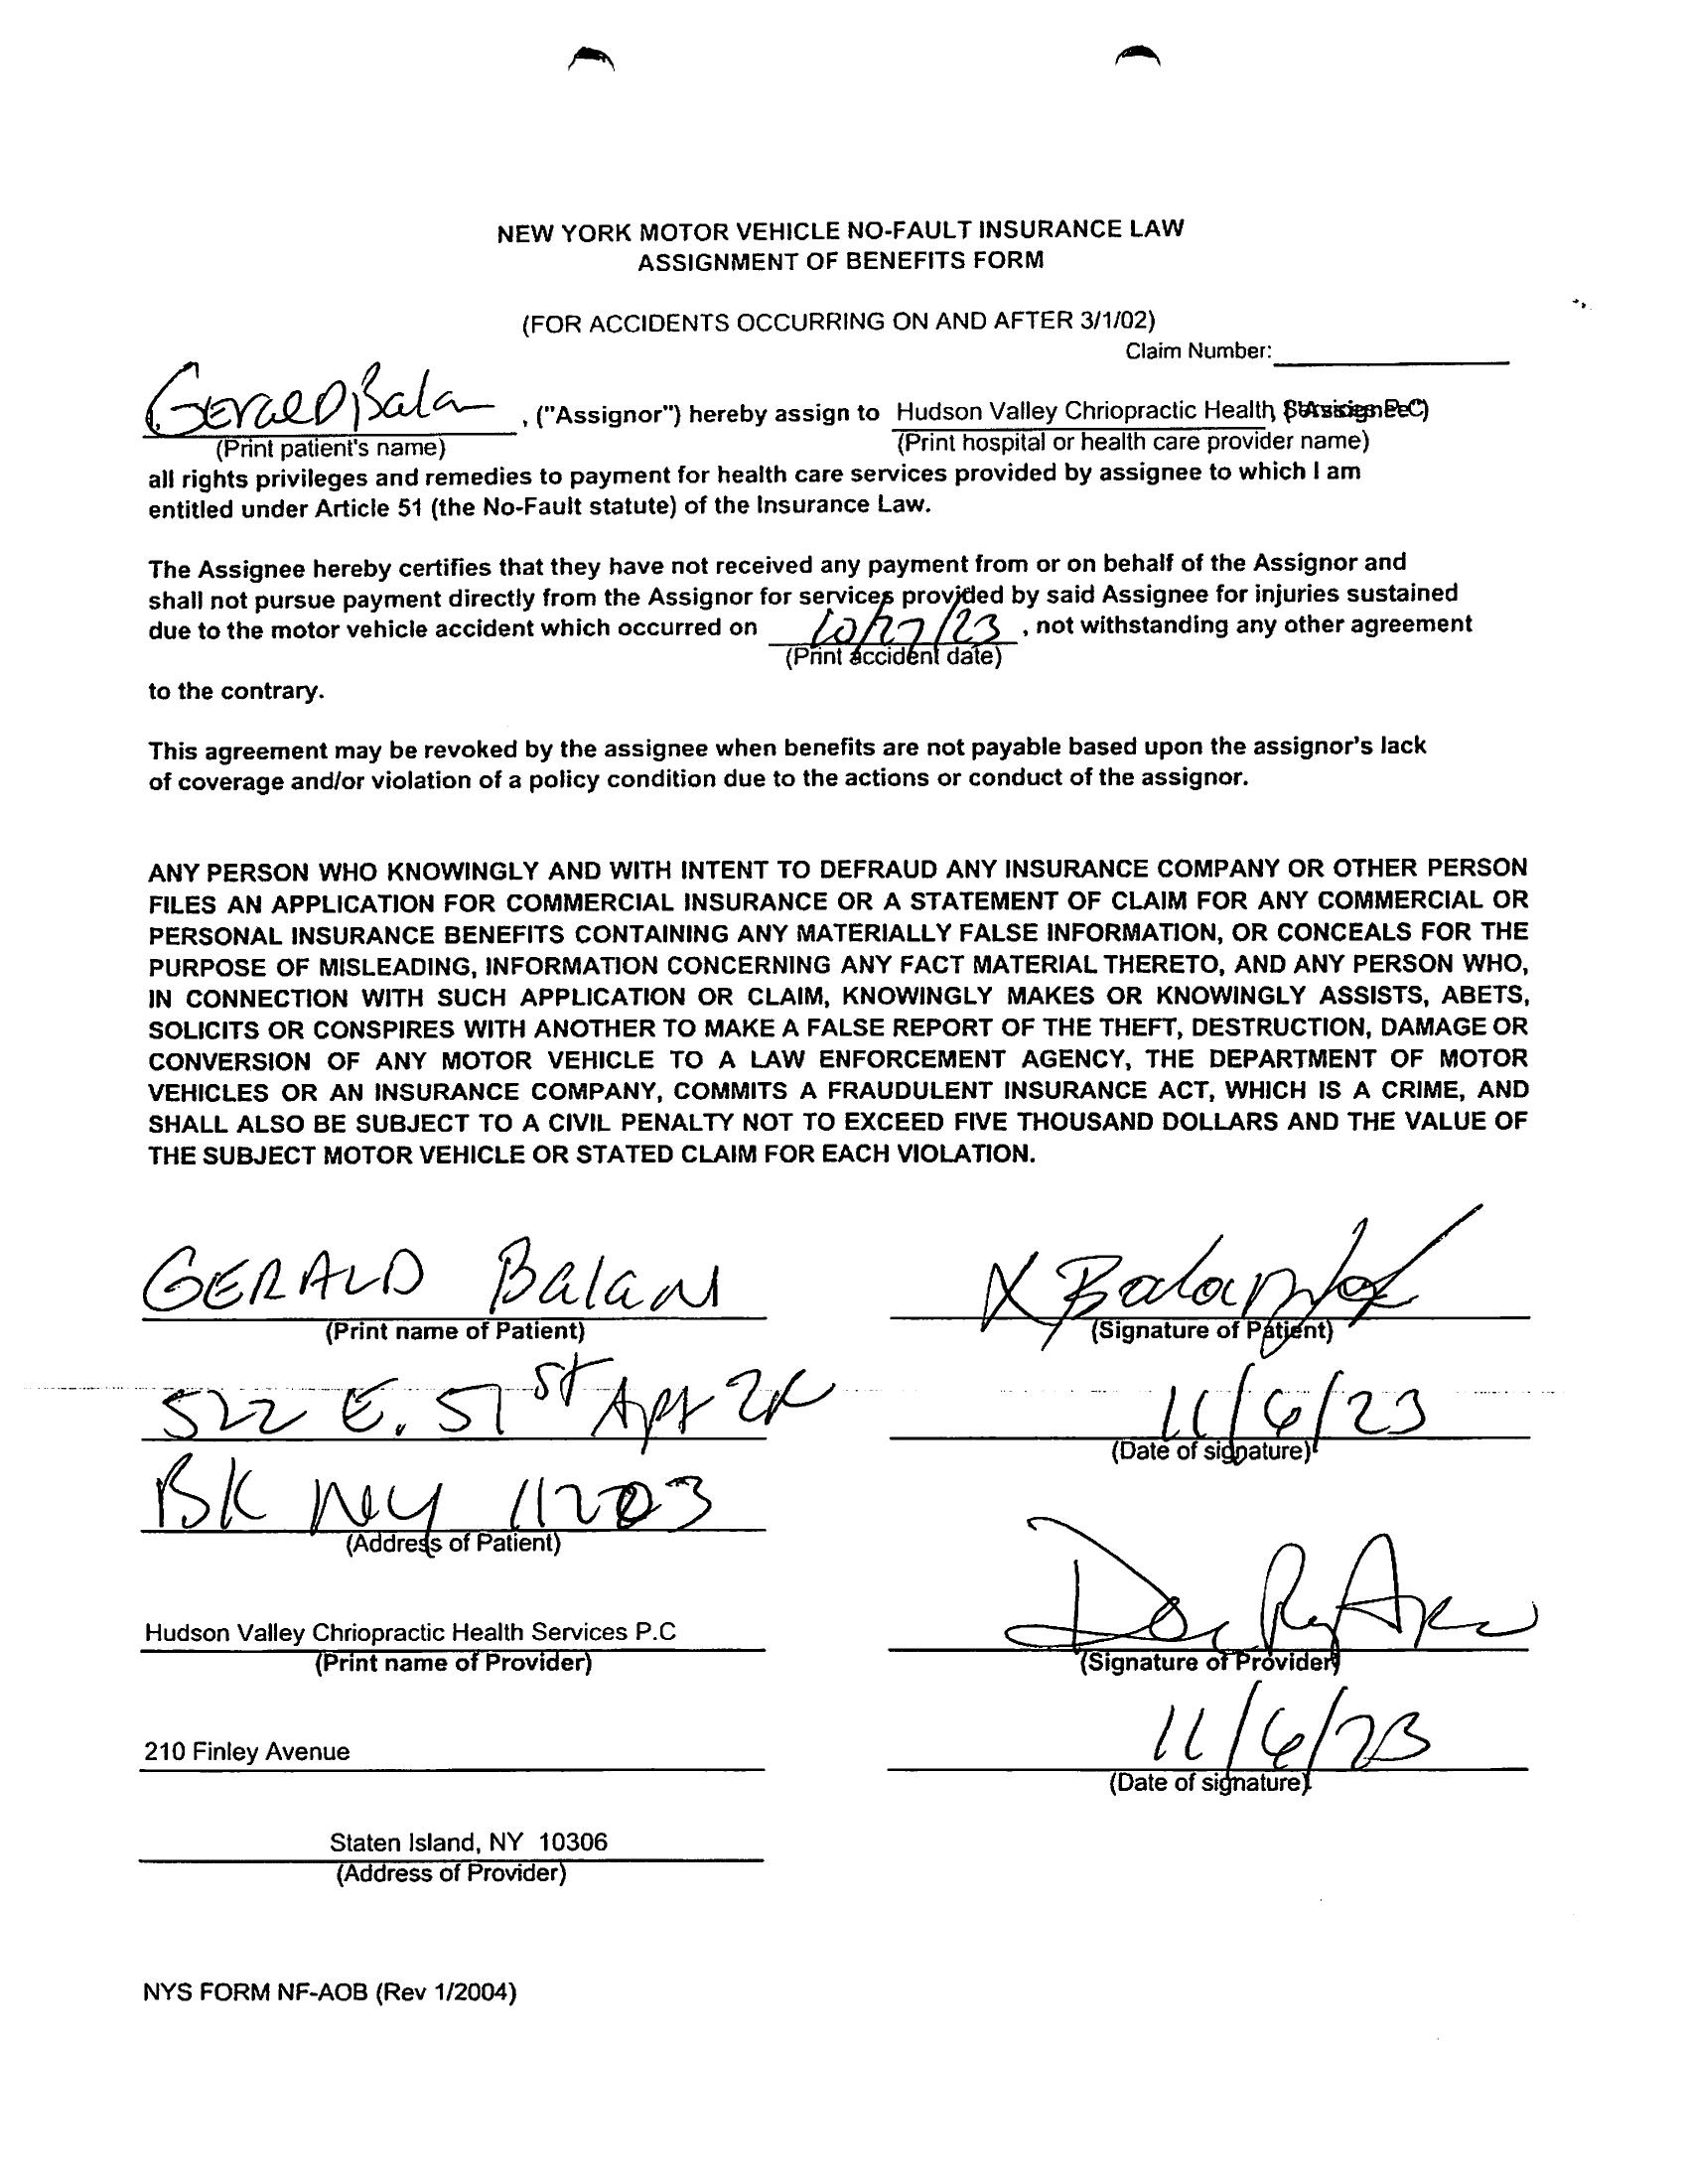 NEW YORK MOTOR VEHICLE NO-FAULT INSURANCE LAW
ASSIGNMENT OF BENEFITS FORM
(FOR ACCIDENTS OCCURRING ON AND AFTER 3/1/02)
Claim Number:
Gerald Balan, ("Assignor") hereby assign to Hudson Valley Chriopractic Health
(Print patient's name) (Print hospital or health care provider name)
all rights privileges and remedies to payment for health care services provided by assignee to which I am
entitled under Article 51 (the No-Fault statute) of the Insurance Law.
The Assignee hereby certifies that they have not received any payment from or on behalf of the Assignor and
shall not pursue payment directly from the Assignor for services provided by said Assignee for injuries sustained
due to the motor vehicle accident which occurred on 10/27/23, not withstanding any other agreement
(Print accident date)
to the contrary.
This agreement may be revoked by the assignee when benefits are not payable based upon the assignor's lack
of coverage and/or violation of a policy condition due to the actions or conduct of the assignor.
ANY PERSON WHO KNOWINGLY AND WITH INTENT TO DEFRAUD ANY INSURANCE COMPANY OR OTHER PERSON
FILES AN APPLICATION FOR COMMERCIAL INSURANCE OR A STATEMENT OF CLAIM FOR ANY COMMERCIAL OR
PERSONAL INSURANCE BENEFITS CONTAINING ANY MATERIALLY FALSE INFORMATION, OR CONCEALS FOR THE
PURPOSE OF MISLEADING, INFORMATION CONCERNING ANY FACT MATERIAL THERETO, AND ANY PERSON WHO,
IN CONNECTION WITH SUCH APPLICATION OR CLAIM, KNOWINGLY MAKES OR KNOWINGLY ASSISTS, ABETS,
SOLICITS OR CONSPIRES WITH ANOTHER TO MAKE A FALSE REPORT OF THE THEFT, DESTRUCTION, DAMAGE OR
CONVERSION OF ANY MOTOR VEHICLE TO A LAW ENFORCEMENT AGENCY, THE DEPARTMENT OF MOTOR
VEHICLES OR AN INSURANCE COMPANY, COMMITS A FRAUDULENT INSURANCE ACT, WHICH IS A CRIME, AND
SHALL ALSO BE SUBJECT TO A CIVIL PENALTY NOT TO EXCEED FIVE THOUSAND DOLLARS AND THE VALUE OF
THE SUBJECT MOTOR VEHICLE OR STATED CLAIM FOR EACH VIOLATION.
GERALD Balan X
(Print name of Patient) (Signature of Patient)
522 E. 57 St Apt 2K 11/6/23
(Date of signature)
BK NY 11203
(Address of Patient)
Hudson Valley Chriopractic Health Services P.C
(Print name of Provider) (Signature of Provider)
210 Finley Avenue 11/6/23
(Date of signature)
Staten Island, NY 10306
(Address of Provider)
NYS FORM NF-AOB (Rev 1/2004)